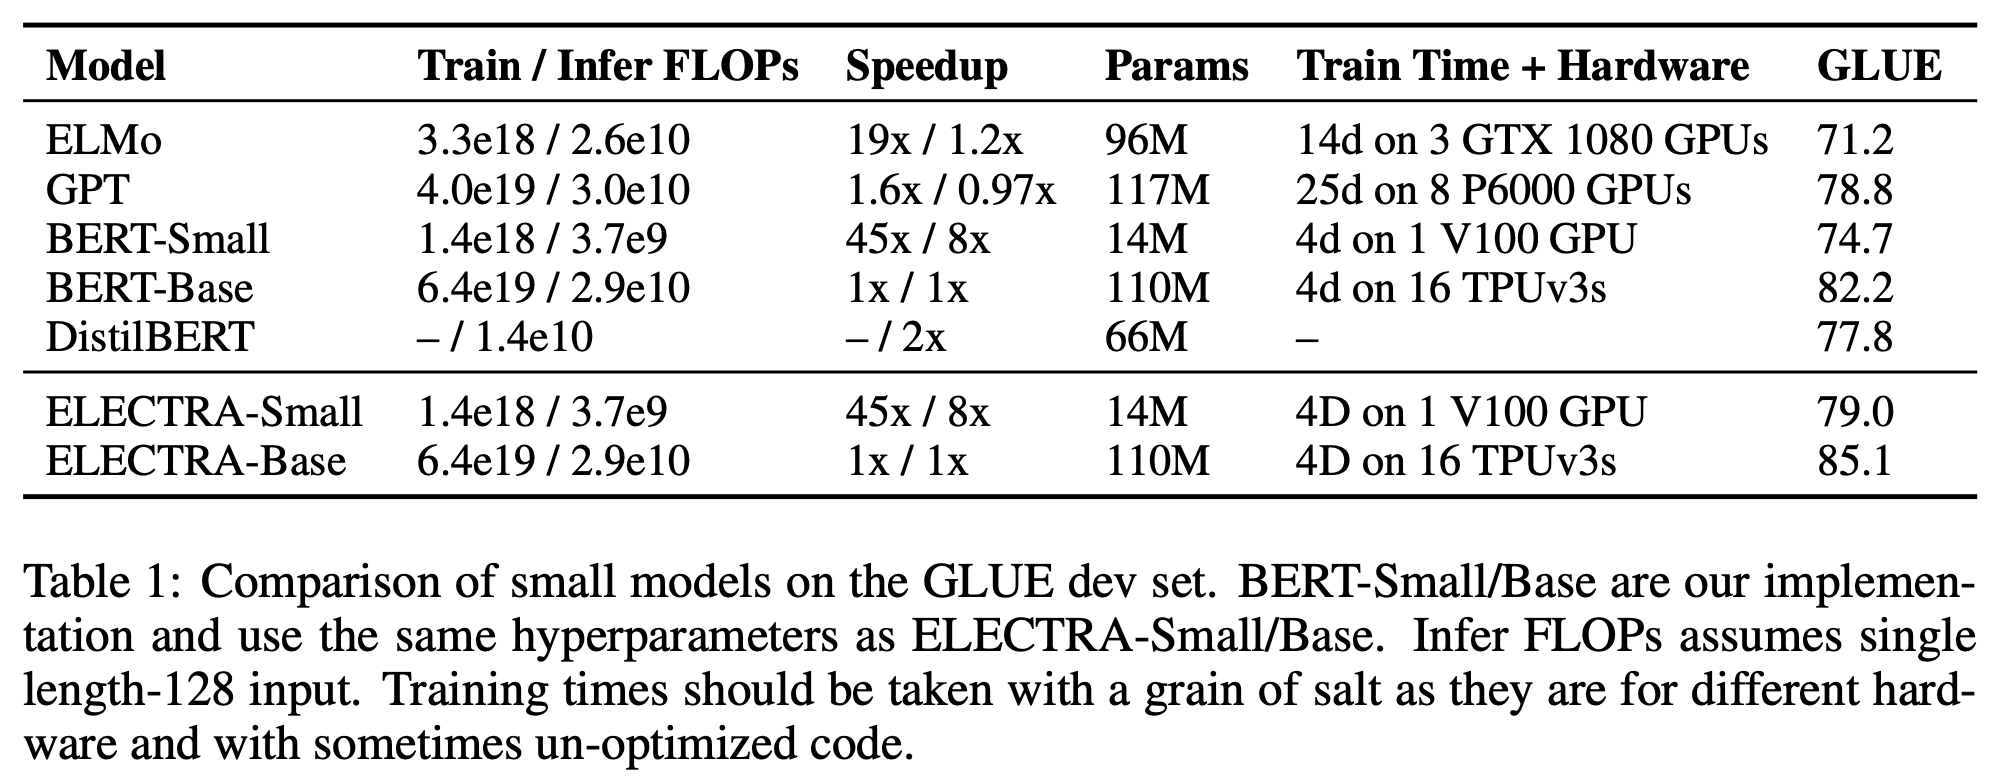 Model Train / Infer FLOPs Speedup Params Train Time + Hardware GLUE
ELMo 3.3e18 / 2.6e10 19x / 1.2x 96M 14d on 3 GTX 1080 GPUs 71.2
GPT 4.0e19 / 3.0e10 1.6x / 0.97x 117M 25d on 8 P6000 GPUs 78.8
BERT-Small 1.4e18 / 3.7e9 45x / 8x 14M 4d on 1 V100 GPU 74.7
BERT-Base 6.4e19 / 2.9e10 1x / 1x 110M 4d on 16 TPUv3s 82.2
DistilBERT – / 1.4e10 – / 2x 66M – 77.8
ELECTRA-Small 1.4e18 / 3.7e9 45x / 8x 14M 4D on 1 V100 GPU 79.0
ELECTRA-Base 6.4e19 / 2.9e10 1x / 1x 110M 4D on 16 TPUv3s 85.1
Table 1: Comparison of small models on the GLUE dev set. BERT-Small/Base are our implemen-
tation and use the same hyperparameters as ELECTRA-Small/Base. Infer FLOPs assumes single
length-128 input. Training times should be taken with a grain of salt as they are for different hard-
ware and with sometimes un-optimized code.